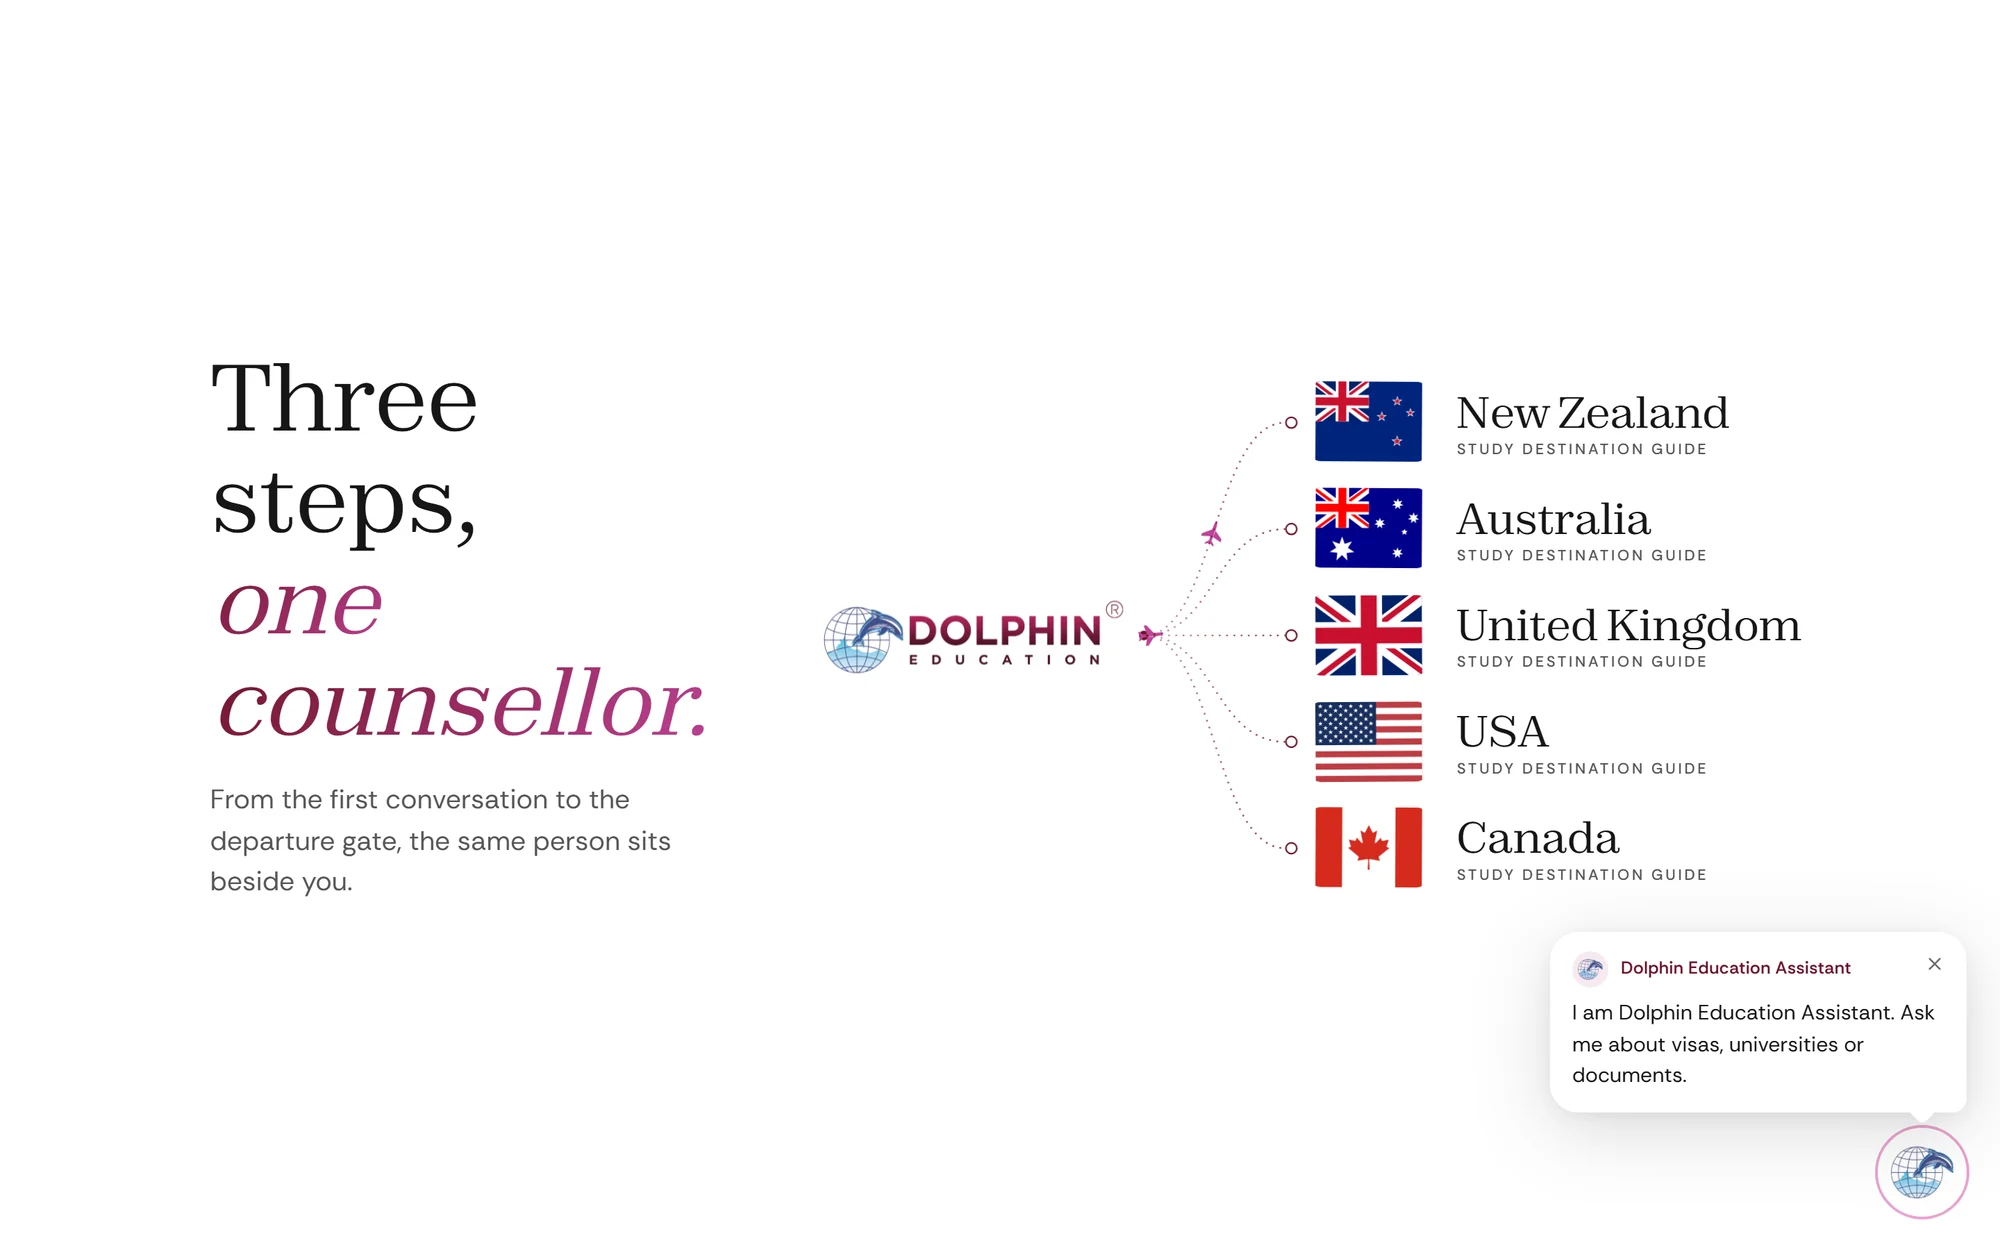 Three
steps,
one
counsellor.
From the first conversation to the
departure gate, the same person sits
beside you.
DOLPHIN®
EDUCATION
New Zealand
STUDY DESTINATION GUIDE
Australia
STUDY DESTINATION GUIDE
United Kingdom
STUDY DESTINATION GUIDE
USA
STUDY DESTINATION GUIDE
Canada
STUDY DESTINATION GUIDE
Dolphin Education Assistant
I am Dolphin Education Assistant. Ask
me about visas, universities or
documents.